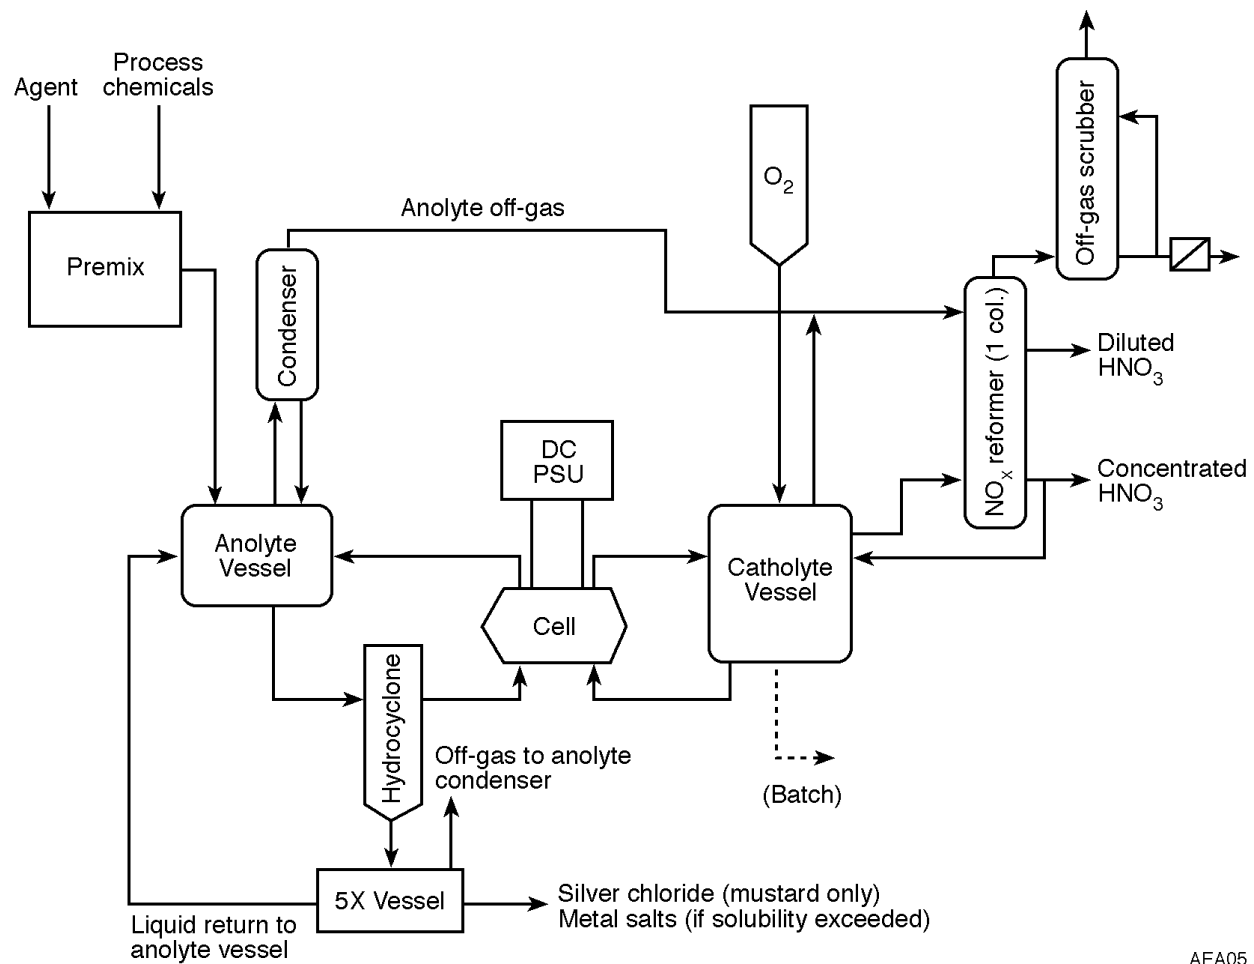 Agent
Process
chemicals
Premix
Condenser
Anolyte off-gas
O₂
Off-gas scrubber
NOₓ reformer (1 col.)
Diluted
HNO₃
Concentrated
HNO₃
DC
PSU
Anolyte
Vessel
Cell
Catholyte
Vessel
Hydrocyclone
Off-gas to anolyte
condenser
(Batch)
5X Vessel
Silver chloride (mustard only)
Metal salts (if solubility exceeded)
Liquid return to
anolyte vessel
AEA05